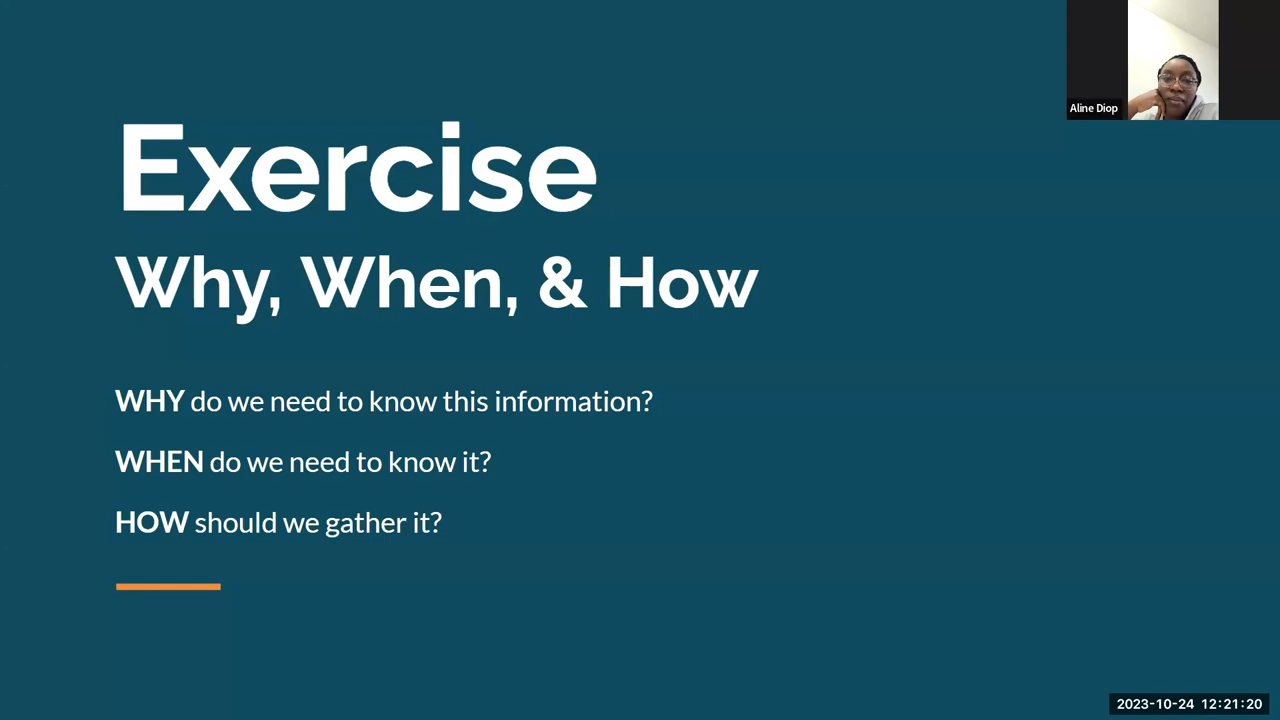 Aline Diop
Exercise
Why, When, & How
WHY do we need to know this information?
WHEN do we need to know it?
HOW should we gather it?
2023-10-24 12:21:20